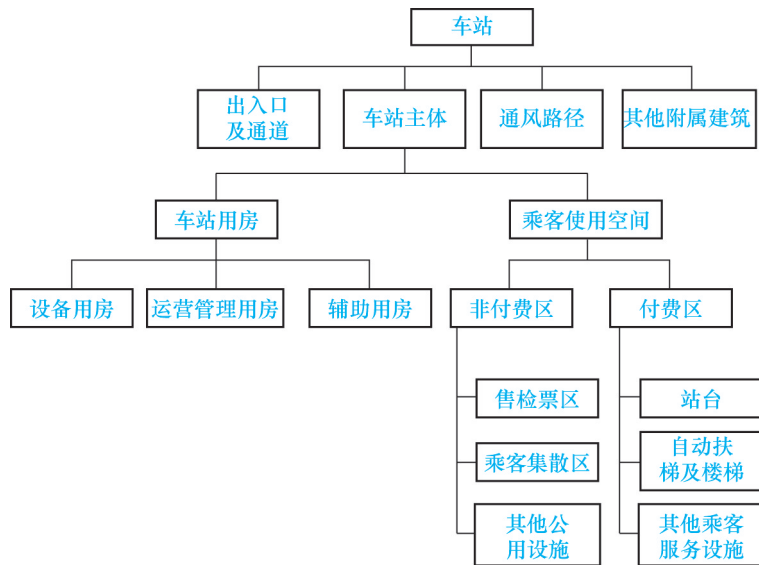 车站
出入口
及通道
车站主体
通风路径
其他附属建筑
车站用房
乘客使用空间
设备用房
运营管理用房
辅助用房
非付费区
付费区
售检票区
站台
乘客集散区
自动扶
梯及楼梯
其他公
用设施
其他乘客
服务设施